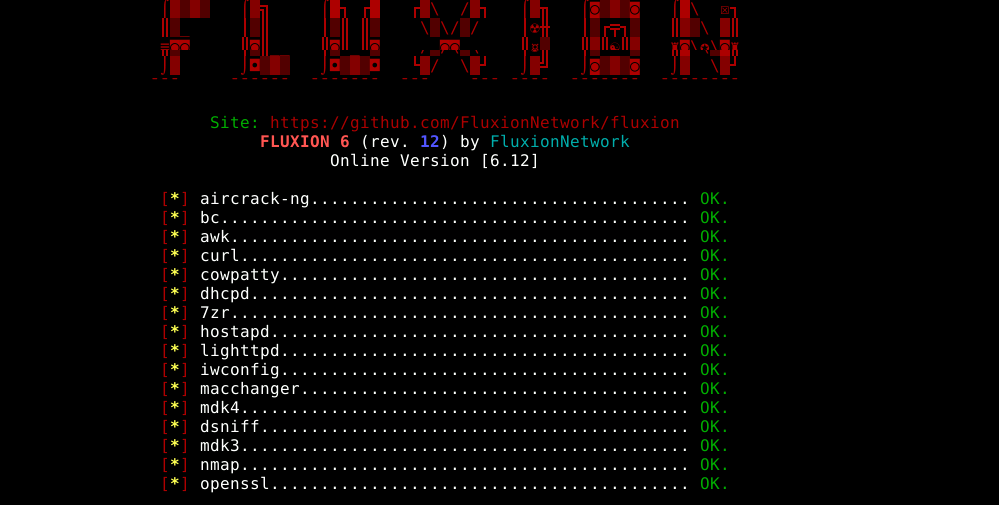 FLUXION
Site: https://github.com/FluxionNetwork/fluxion
FLUXION 6 (rev. 12) by FluxionNetwork
Online Version [6.12]
[*] aircrack-ng...................................... OK.
[*] bc............................................... OK.
[*] awk.............................................. OK.
[*] curl............................................. OK.
[*] cowpatty......................................... OK.
[*] dhcpd............................................ OK.
[*] 7zr.............................................. OK.
[*] hostapd.......................................... OK.
[*] lighttpd......................................... OK.
[*] iwconfig......................................... OK.
[*] macchanger....................................... OK.
[*] mdk4............................................. OK.
[*] dsniff........................................... OK.
[*] mdk3............................................. OK.
[*] nmap............................................. OK.
[*] openssl.......................................... OK.